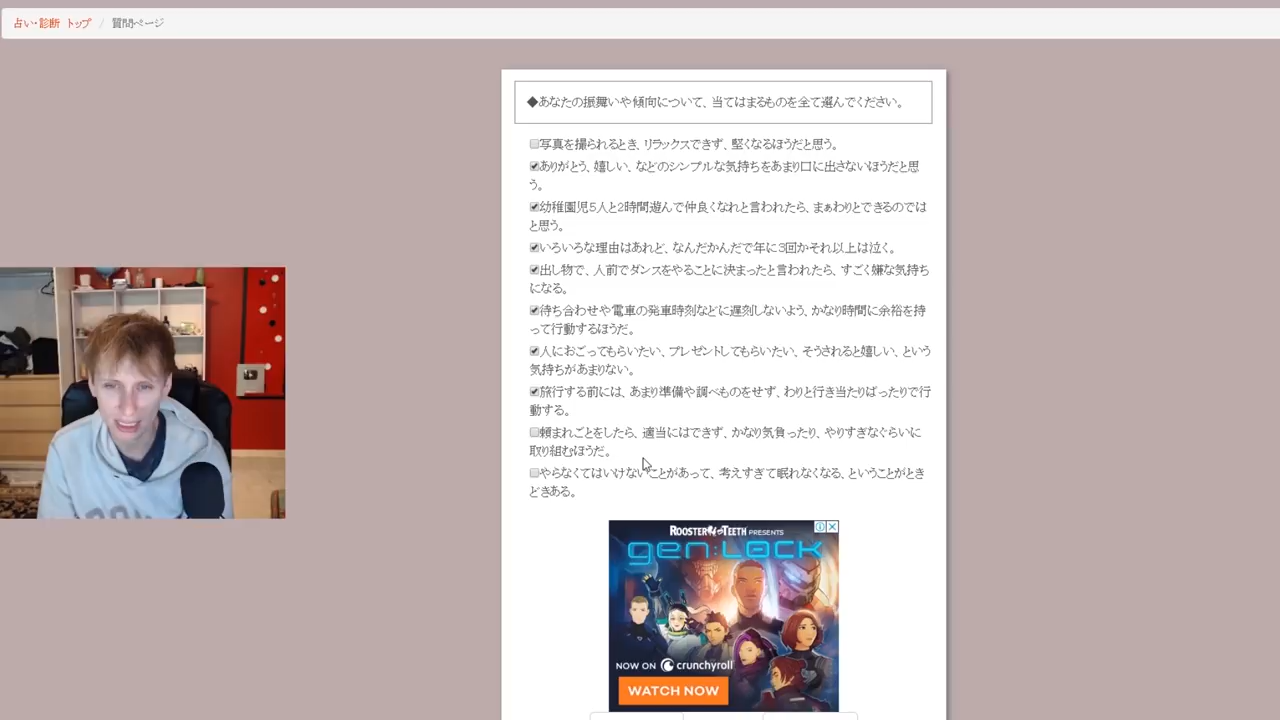 占い・診断 トップ / 質問ページ
◆あなたの振舞いや傾向について、当てはまるものを全て選んでください。
写真を撮られるとき、リラックスできず、堅くなるほうだと思う。
ありがとう、嬉しい、などのシンプルな気持ちをあまり口に出さないほうだと思
う。
幼稚園児5人と2時間遊んで仲良くなれと言われたら、まぁわりとできるのでは
と思う。
いろいろな理由はあれど、なんだかんだで年に3回かそれ以上は泣く。
出し物で、人前でダンスをやることに決まったと言われたら、すごく嫌な気持ち
になる。
待ち合わせや電車の発車時刻などに遅刻しないよう、かなり時間に余裕を持
って行動するほうだ。
人におごってもらいたい、プレゼントしてもらいたい、そうされると嬉しい、という
気持ちがあまりない。
旅行する前には、あまり準備や調べものをせず、わりと行き当たりばったりで行
動する。
頼まれごとをしたら、適当にはできず、かなり気負ったり、やりすぎなぐらいに
取り組むほうだ。
やらなくてはいけないことがあって、考えすぎて眠れなくなる、ということがとき
どきある。
ROOSTER TEETH PRESENTS
gen:LOCK
NOW ON crunchyroll
WATCH NOW